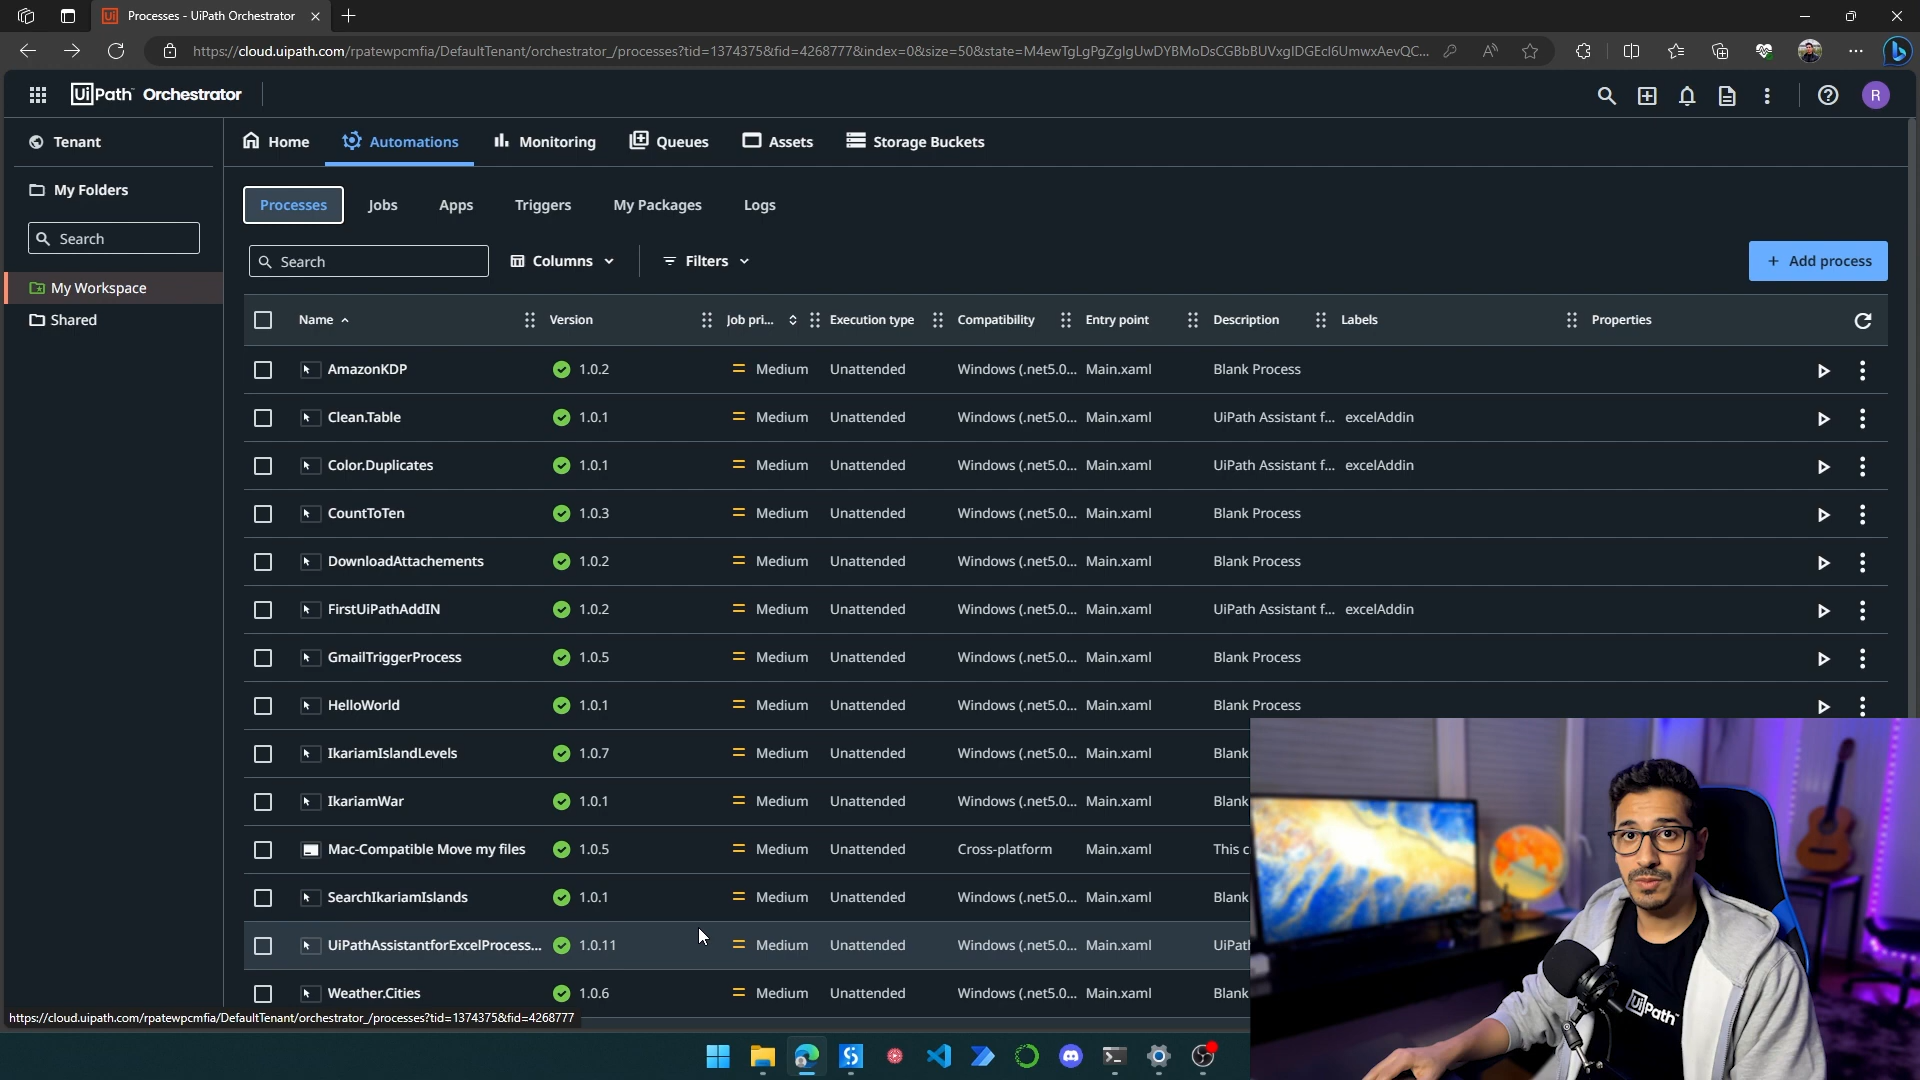 Processes - UiPath Orchestrator
https://cloud.uipath.com/rpatewpcmfia/DefaultTenant/orchestrator_/processes?tid=1374375&fid=4268777&index=0&size=50&state=M4ewTgLgPgZglgUwDYBMoDsCGBbBUVxgIDGEcI6UmwxAevQC...
UiPath Orchestrator
R
Tenant
Home Automations Monitoring Queues Assets Storage Buckets
My Folders
Search
My Workspace
Shared
Processes Jobs Apps Triggers My Packages Logs
Search Columns Filters + Add process
Name Version Job pri... Execution type Compatibility Entry point Description Labels Properties
AmazonKDP 1.0.2 Medium Unattended Windows (.net5.0... Main.xaml Blank Process
Clean.Table 1.0.1 Medium Unattended Windows (.net5.0... Main.xaml UiPath Assistant f... excelAddin
Color.Duplicates 1.0.1 Medium Unattended Windows (.net5.0... Main.xaml UiPath Assistant f... excelAddin
CountToTen 1.0.3 Medium Unattended Windows (.net5.0... Main.xaml Blank Process
DownloadAttachements 1.0.2 Medium Unattended Windows (.net5.0... Main.xaml Blank Process
FirstUiPathAddIN 1.0.2 Medium Unattended Windows (.net5.0... Main.xaml UiPath Assistant f... excelAddin
GmailTriggerProcess 1.0.5 Medium Unattended Windows (.net5.0... Main.xaml Blank Process
HelloWorld 1.0.1 Medium Unattended Windows (.net5.0... Main.xaml Blank Process
IkariamIslandLevels 1.0.7 Medium Unattended Windows (.net5.0... Main.xaml Blank
IkariamWar 1.0.1 Medium Unattended Windows (.net5.0... Main.xaml Blank
Mac-Compatible Move my files 1.0.5 Medium Unattended Cross-platform Main.xaml This c
SearchIkariamIslands 1.0.1 Medium Unattended Windows (.net5.0... Main.xaml Blank
UiPathAssistantforExcelProcess... 1.0.11 Medium Unattended Windows (.net5.0... Main.xaml UiPat
Weather.Cities 1.0.6 Medium Unattended Windows (.net5.0... Main.xaml Blank
https://cloud.uipath.com/rpatewpcmfia/DefaultTenant/orchestrator_/processes?tid=1374375&fid=4268777
UiPath